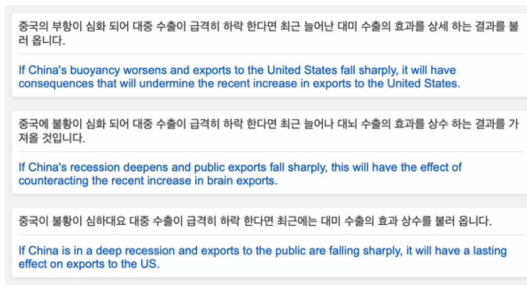 중국의 부항이 심화 되어 대중 수출이 급격히 하락 한다면 최근 늘어난 대미 수출의 효과를 상세 하는 결과를 불
러 옵니다.
If China's buoyancy worsens and exports to the United States fall sharply, it will have
consequences that will undermine the recent increase in exports to the United States.
중국에 불황이 심화 되어 대중 수출이 급격히 하락 한다면 최근 늘어나 대뇌 수출의 효과를 상수 하는 결과를 가
져올 것입니다.
If China's recession deepens and public exports fall sharply, this will have the effect of
counteracting the recent increase in brain exports.
중국이 불황이 심하대요 대중 수출이 급격히 하락 한다면 최근에는 대미 수출의 효과 상수를 불러 옵니다.
If China is in a deep recession and exports to the public are falling sharply, it will have a lasting
effect on exports to the US.